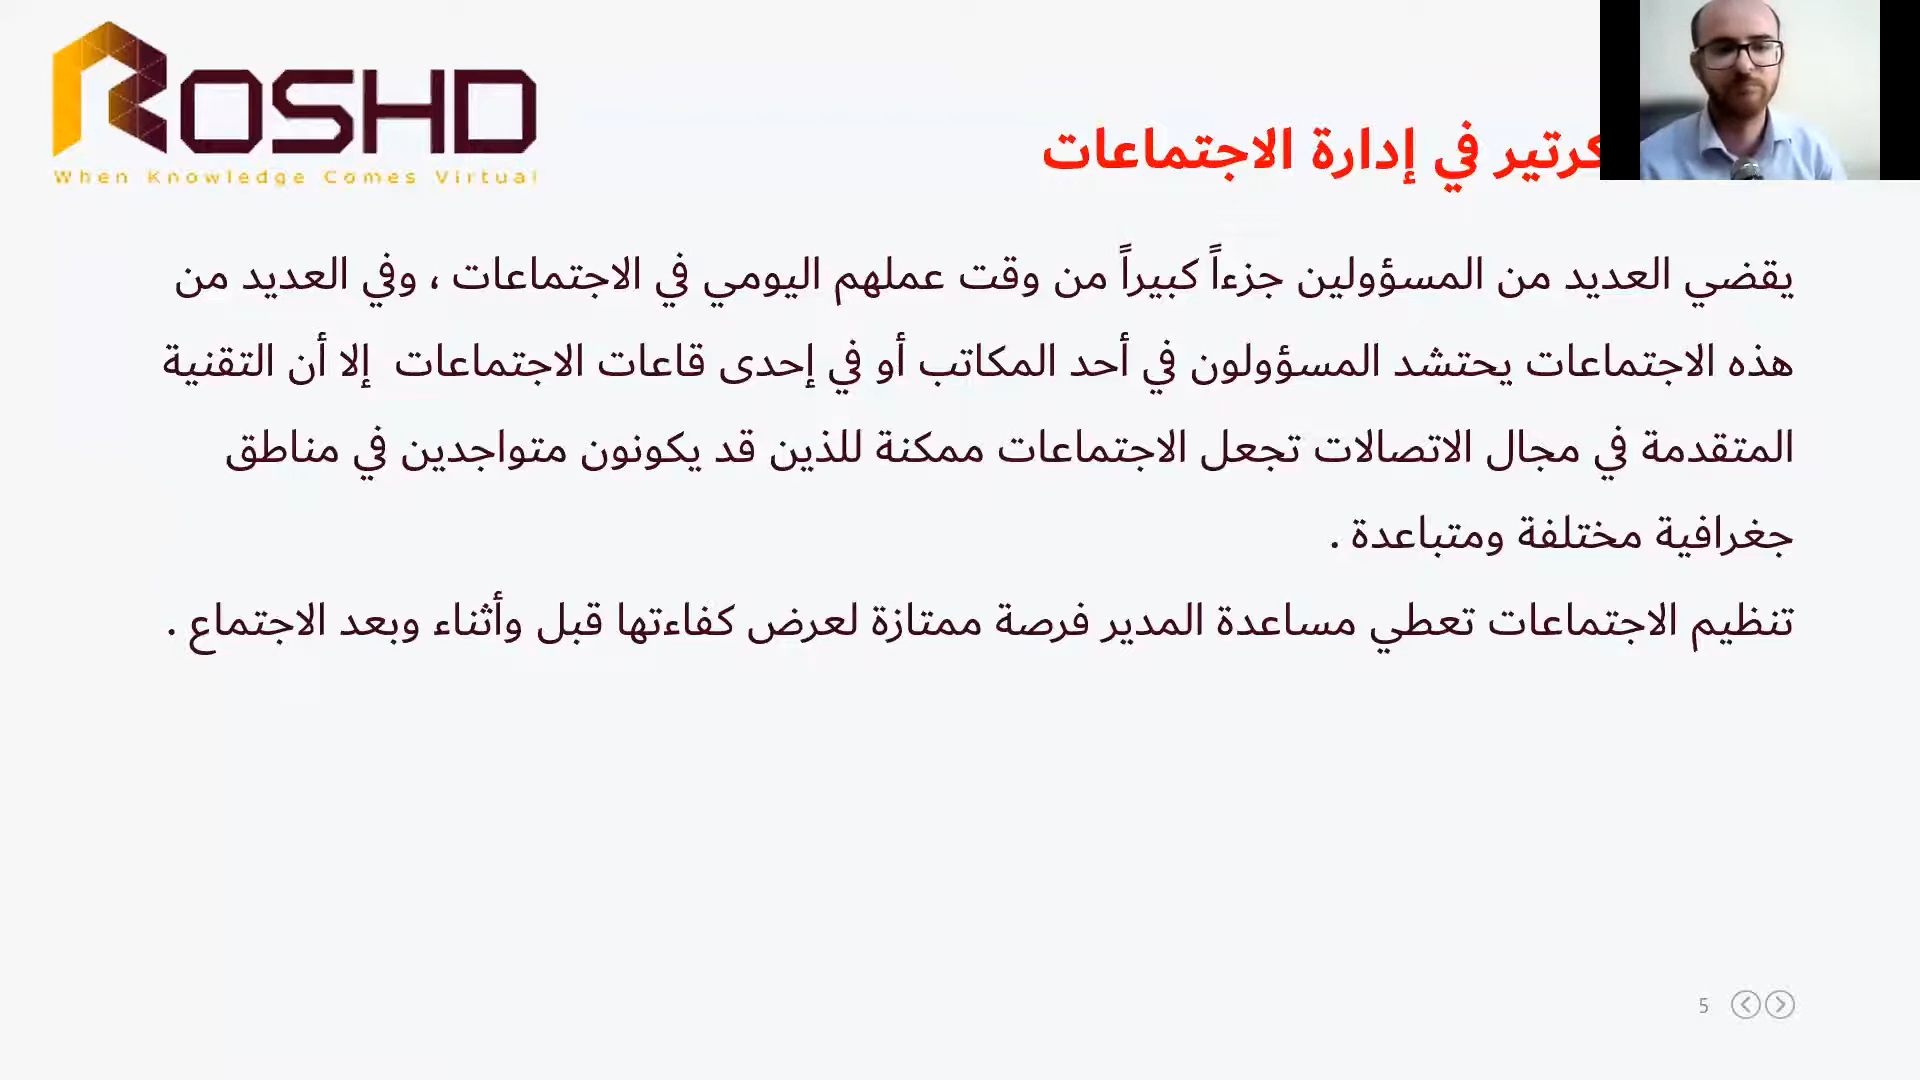 ROSHD
When Knowledge Comes Virtual
في إدارة الاجتماعات
يقضي العديد من المسؤولين جزءاً كبيراً من وقت عملهم اليومي في الاجتماعات ، وفي العديد من
هذه الاجتماعات يحتشد المسؤولون في أحد المكاتب أو في إحدى قاعات الاجتماعات إلا أن التقنية
المتقدمة في مجال الاتصالات تجعل الاجتماعات ممكنة للذين قد يكونون متواجدين في مناطق
جغرافية مختلفة ومتباعدة .
تنظيم الاجتماعات تعطي مساعدة المدير فرصة ممتازة لعرض كفاءتها قبل وأثناء وبعد الاجتماع .
5